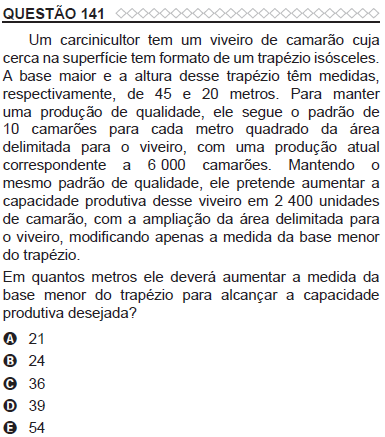 QUESTÃO 141
Um carcinicultor tem um viveiro de camarão cuja
cerca na superfície tem formato de um trapézio isósceles.
A base maior e a altura desse trapézio têm medidas,
respectivamente, de 45 e 20 metros. Para manter
uma produção de qualidade, ele segue o padrão de
10 camarões para cada metro quadrado da área
delimitada para o viveiro, com uma produção atual
correspondente a 6 000 camarões. Mantendo o
mesmo padrão de qualidade, ele pretende aumentar a
capacidade produtiva desse viveiro em 2 400 unidades
de camarão, com a ampliação da área delimitada para
o viveiro, modificando apenas a medida da base menor
do trapézio.
Em quantos metros ele deverá aumentar a medida da
base menor do trapézio para alcançar a capacidade
produtiva desejada?
A 21
B 24
C 36
D 39
E 54